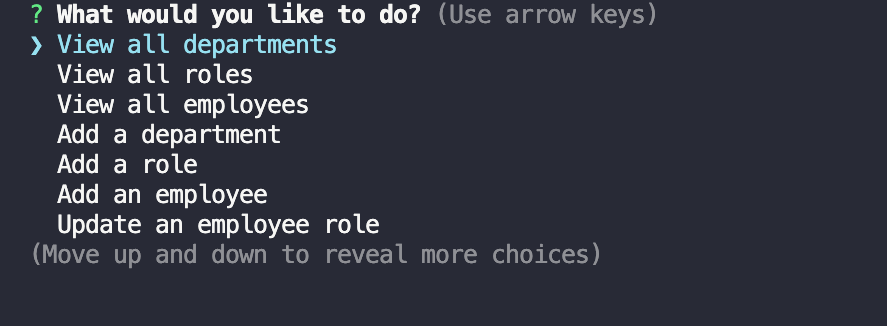 ? What would you like to do? (Use arrow keys)
❯ View all departments
View all roles
View all employees
Add a department
Add a role
Add an employee
Update an employee role
(Move up and down to reveal more choices)